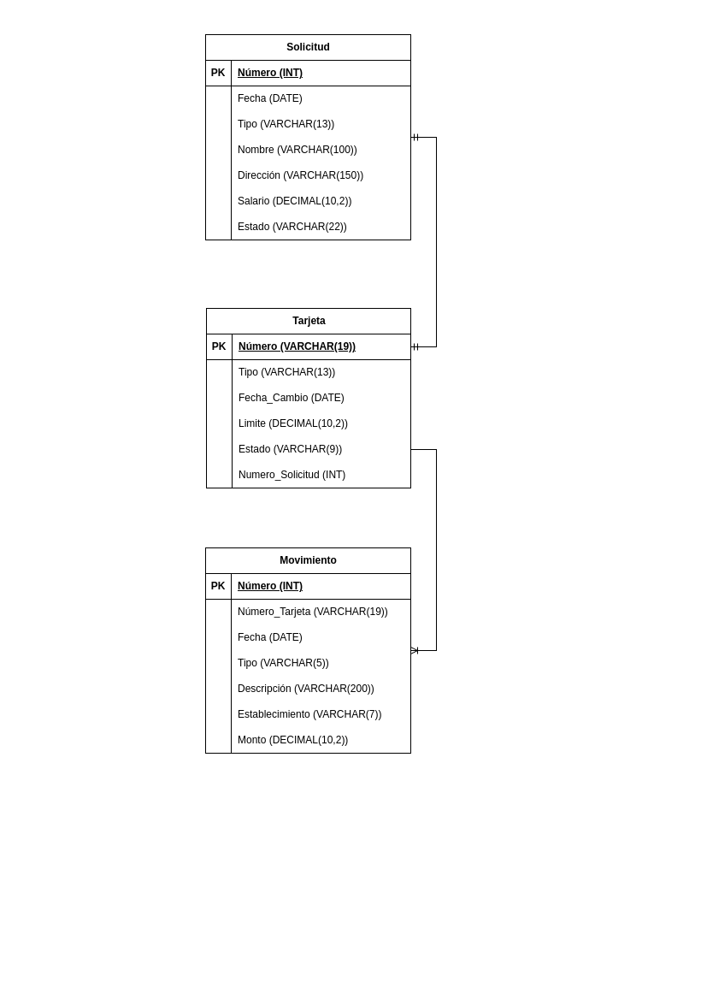 Solicitud
PK Número (INT)
Fecha (DATE)
Tipo (VARCHAR(13))
Nombre (VARCHAR(100))
Dirección (VARCHAR(150))
Salario (DECIMAL(10,2))
Estado (VARCHAR(22))
Tarjeta
PK Número (VARCHAR(19))
Tipo (VARCHAR(13))
Fecha_Cambio (DATE)
Limite (DECIMAL(10,2))
Estado (VARCHAR(9))
Numero_Solicitud (INT)
Movimiento
PK Número (INT)
Número_Tarjeta (VARCHAR(19))
Fecha (DATE)
Tipo (VARCHAR(5))
Descripción (VARCHAR(200))
Establecimiento (VARCHAR(7))
Monto (DECIMAL(10,2))